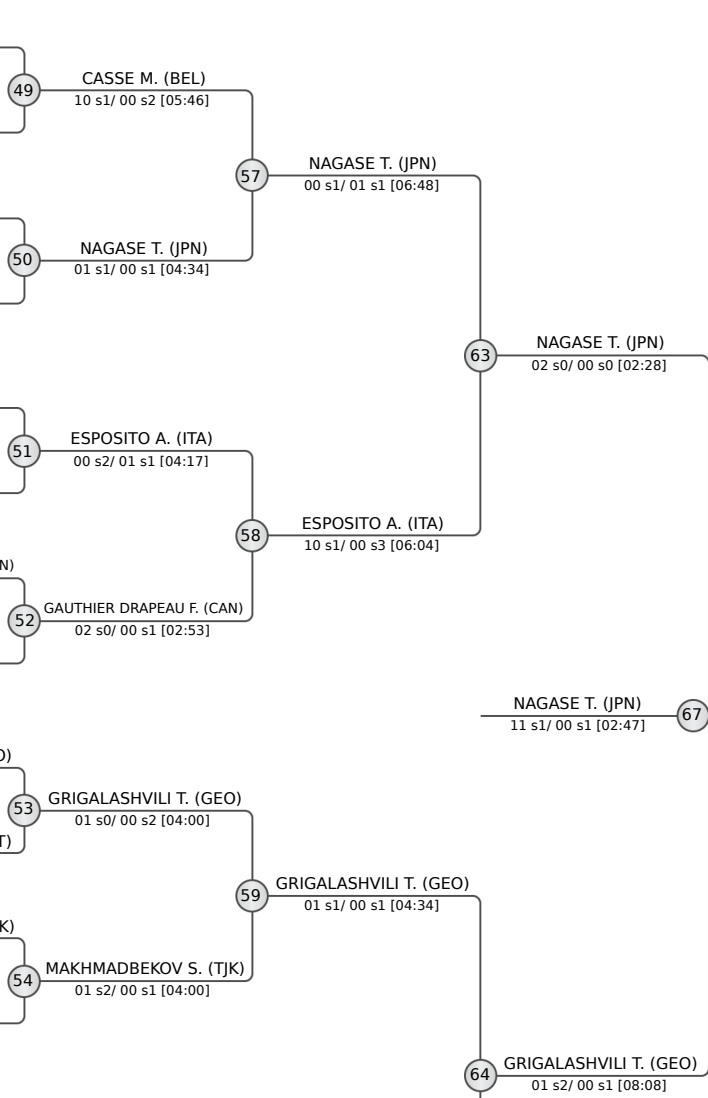 CASSE M. (BEL)
49
10 s1/ 00 s2 [05:46]
NAGASE T. (JPN)
57
00 s1/ 01 s1 [06:48]
NAGASE T. (JPN)
50
01 s1/ 00 s1 [04:34]
NAGASE T. (JPN)
63
02 s0/ 00 s0 [02:28]
ESPOSITO A. (ITA)
51
00 s2/ 01 s1 [04:17]
ESPOSITO A. (ITA)
58
10 s1/ 00 s3 [06:04]
N)
GAUTHIER DRAPEAU F. (CAN)
52
02 s0/ 00 s1 [02:53]
NAGASE T. (JPN)
67
11 s1/ 00 s1 [02:47]
O)
GRIGALASHVILI T. (GEO)
53
01 s0/ 00 s2 [04:00]
T)
GRIGALASHVILI T. (GEO)
59
01 s1/ 00 s1 [04:34]
K)
MAKHMADBEKOV S. (TJK)
54
01 s2/ 00 s1 [04:00]
GRIGALASHVILI T. (GEO)
64
01 s2/ 00 s1 [08:08]